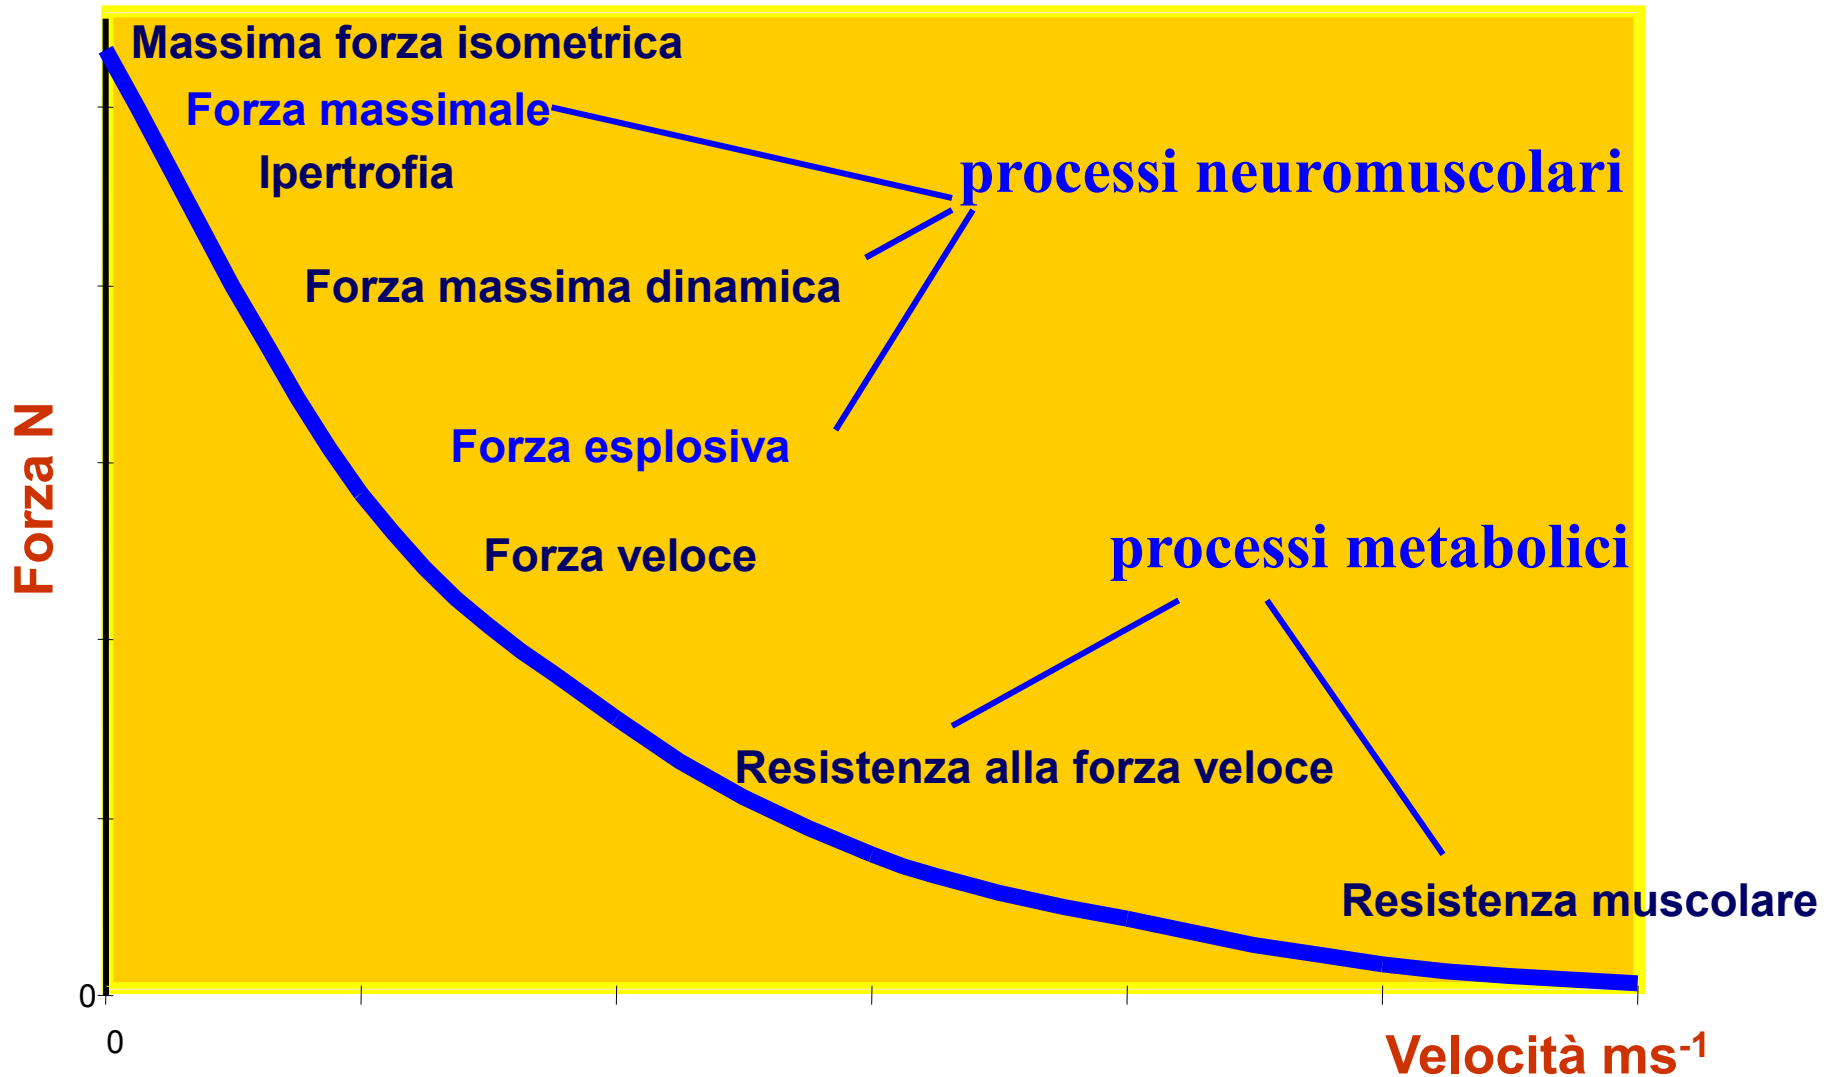 Massima forza isometrica
Forza massimale
Ipertrofia
processi neuromuscolari
Forza massima dinamica
Forza esplosiva
Forza N
Forza veloce
processi metabolici
Resistenza alla forza veloce
Resistenza muscolare
0
0
Velocità ms-1